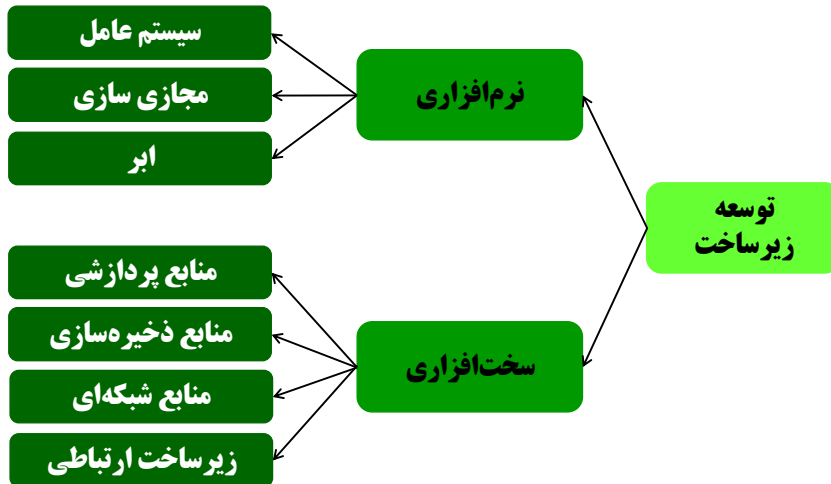 توسعه
زیرساخت
نرم‌افزاری
سیستم عامل
مجازی سازی
ابر
سخت‌افزاری
منابع پردازشی
منابع ذخیره‌سازی
منابع شبکه‌ای
زیرساخت ارتباطی